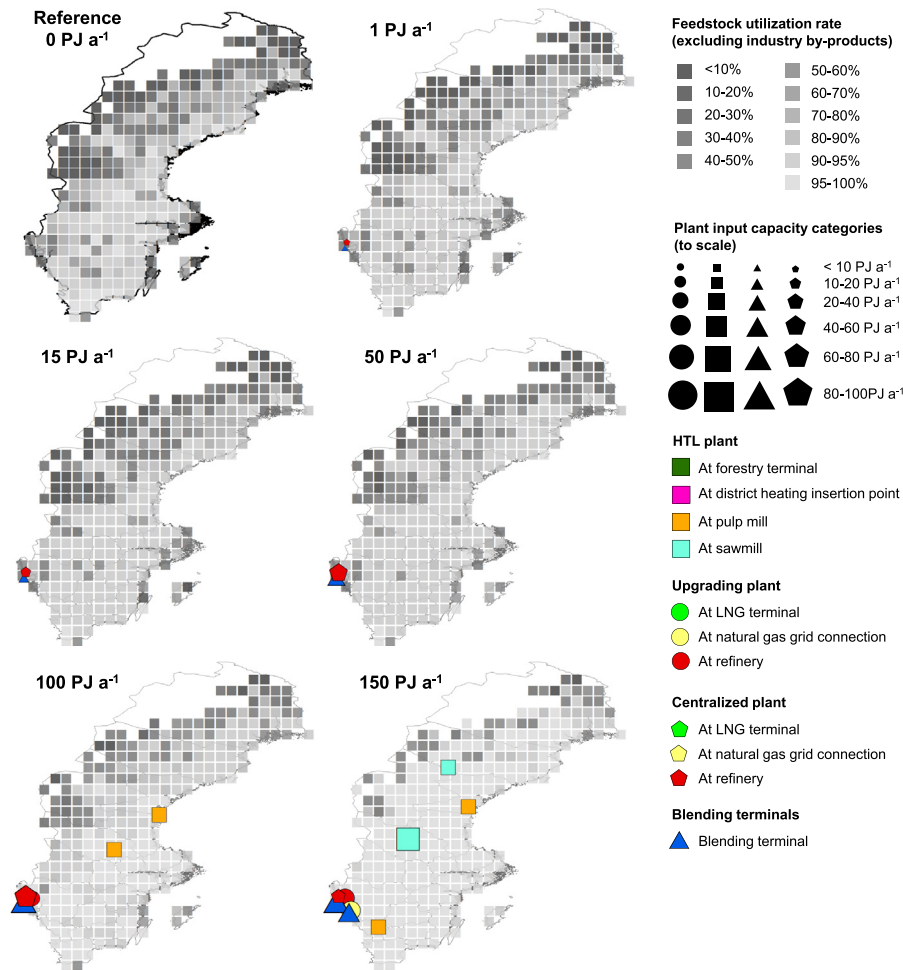 Reference
0 PJ a⁻¹
1 PJ a⁻¹
Feedstock utilization rate
(excluding industry by-products)
<10%
10-20%
20-30%
30-40%
40-50%
50-60%
60-70%
70-80%
80-90%
90-95%
95-100%
Plant input capacity categories
(to scale)
< 10 PJ a⁻¹
10-20 PJ a⁻¹
20-40 PJ a⁻¹
40-60 PJ a⁻¹
60-80 PJ a⁻¹
80-100PJ a⁻¹
15 PJ a⁻¹
50 PJ a⁻¹
HTL plant
At forestry terminal
At district heating insertion point
At pulp mill
At sawmill
Upgrading plant
At LNG terminal
At natural gas grid connection
At refinery
100 PJ a⁻¹
150 PJ a⁻¹
Centralized plant
At LNG terminal
At natural gas grid connection
At refinery
Blending terminals
Blending terminal